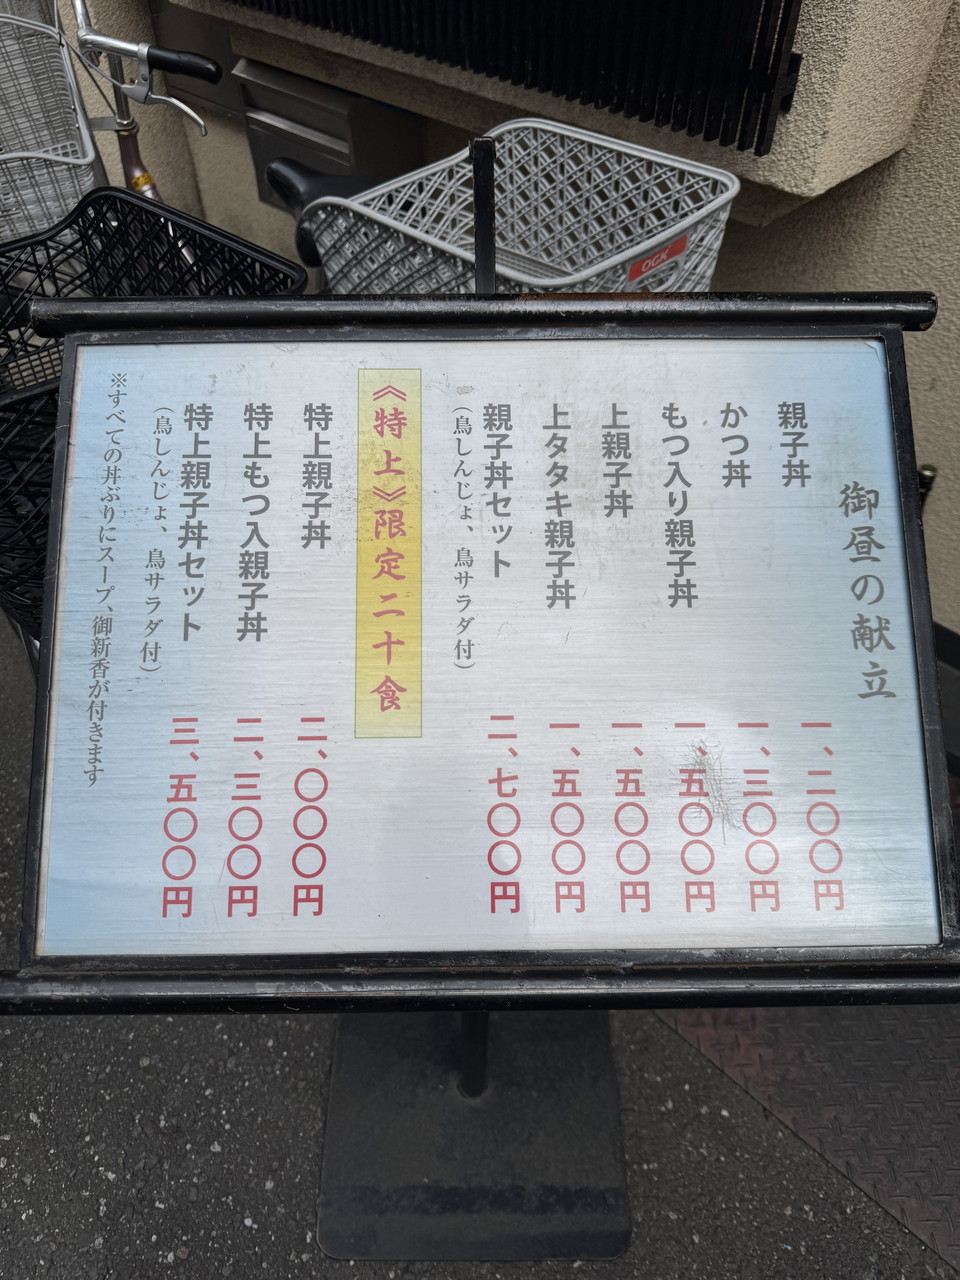 御昼の献立
親子丼 一、二〇〇円
かつ丼 一、三〇〇円
もつ入り親子丼 一、五〇〇円
上親子丼 一、五〇〇円
上タタキ親子丼 一、五〇〇円
親子丼セット 二、七〇〇円
（鳥しんじょ、鳥サラダ付）
《特上》限定二十食
特上親子丼 二、〇〇〇円
特上もつ入親子丼 二、三〇〇円
特上親子丼セット 三、五〇〇円
（鳥しんじょ、鳥サラダ付）
※すべての丼ぶりにスープ、御新香が付きます
OGK